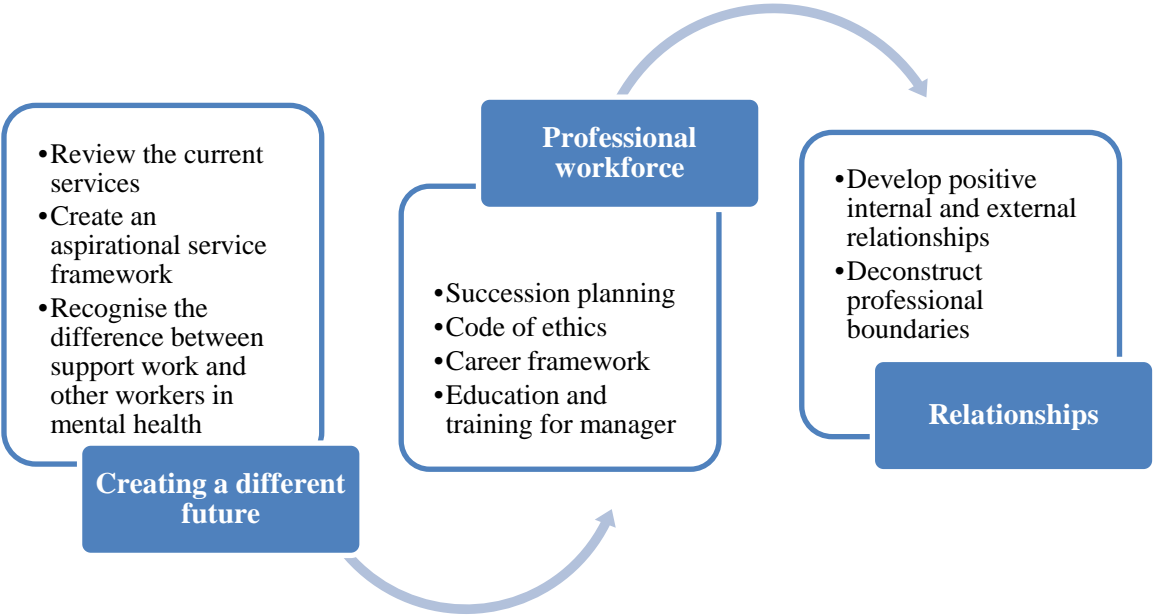 •Review the current
services
•Create an
aspirational service
framework
•Recognise the
difference between
support work and
other workers in
mental health
Creating a different
future
Professional
workforce
•Succession planning
•Code of ethics
•Career framework
•Education and
training for manager
•Develop positive
internal and external
relationships
•Deconstruct
professional
boundaries
Relationships